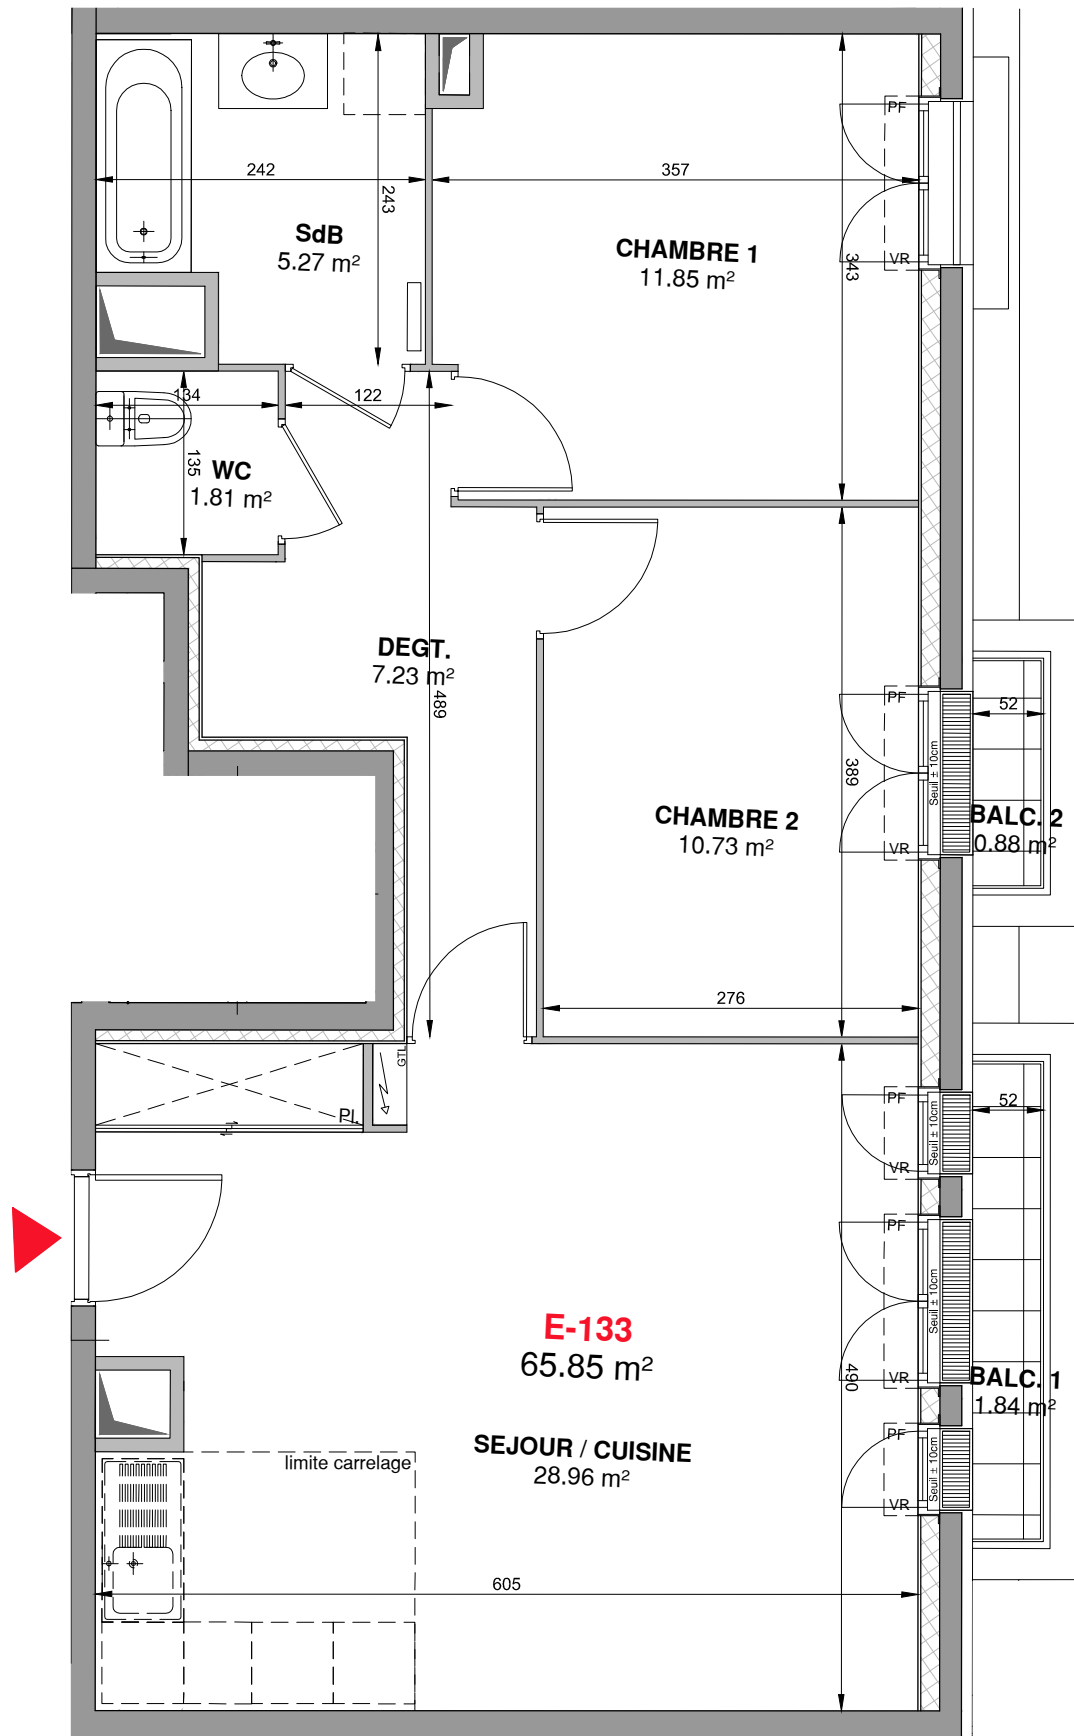 PF
242
357
243
SdB
5.27 m²
CHAMBRE 1
11.85 m²
VR
343
134
122
135
WC
1.81 m²
DEGT.
7.23 m²
489
PF
52
Seuil ± 10cm
389
CHAMBRE 2
10.73 m²
BALC. 2
0.88 m²
VR
276
GTL
PL
PF
52
Seuil ± 10cm
VR
PF
Seuil ± 10cm
E-133
65.85 m²
490
VR
BALC. 1
1.84 m²
PF
SEJOUR / CUISINE
28.96 m²
limite carrelage
Seuil ± 10cm
VR
605